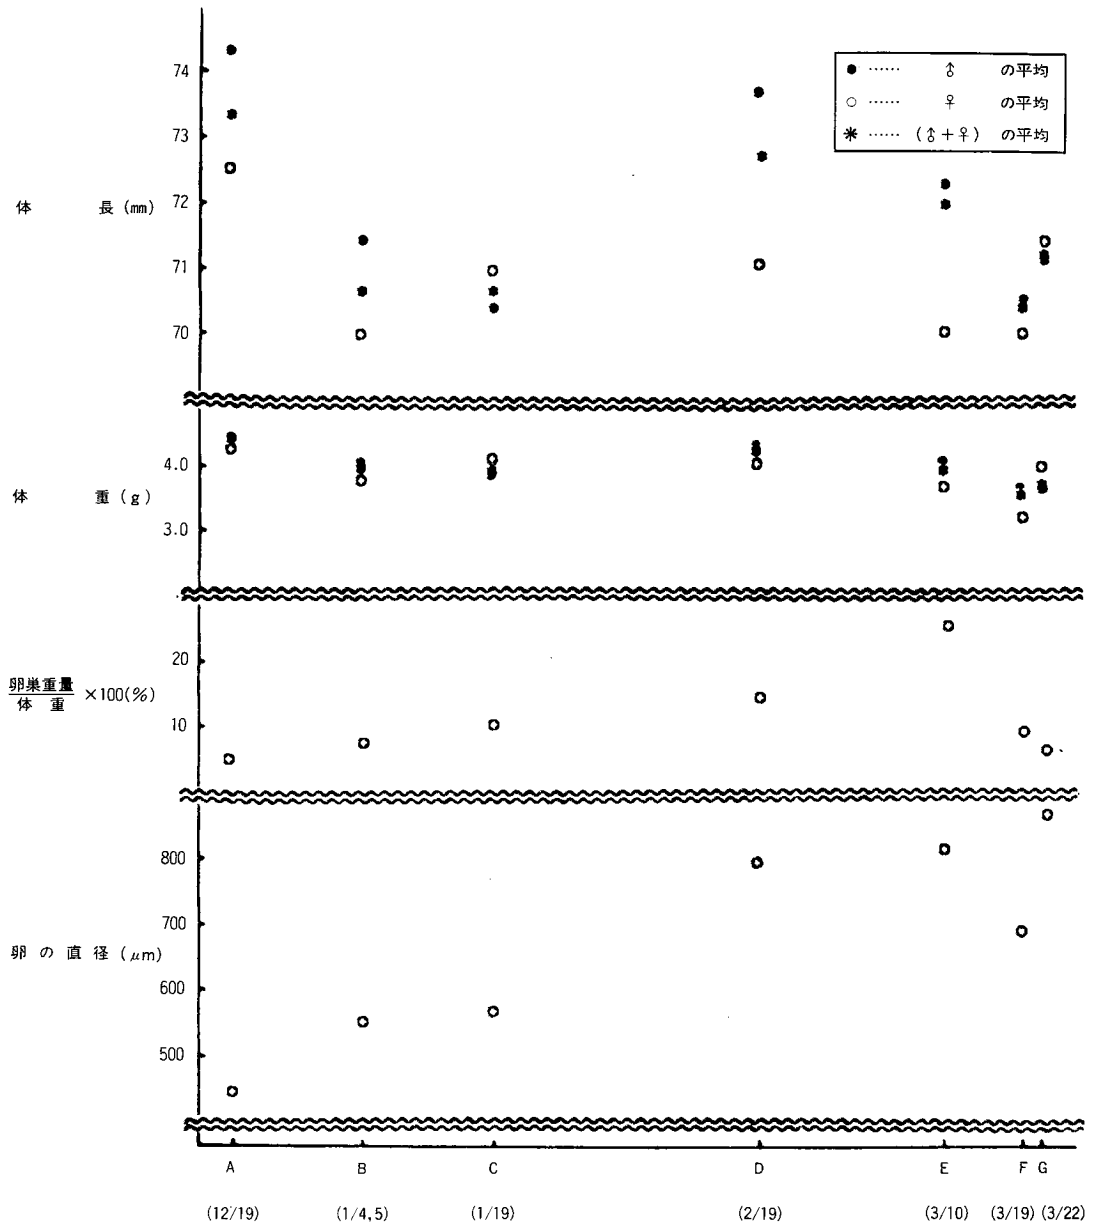 ● …… ♂ の平均
○ …… ♀ の平均
＊ …… (♂+♀) の平均
74
73
72
71
70
体 長(mm)
4.0
3.0
体 重(g)
20
10
卵巣重量
体 重
×100(%)
800
700
600
500
卵の直径(μm)
A B C D E F G
(12/19) (1/4,5) (1/19) (2/19) (3/10) (3/19) (3/22)